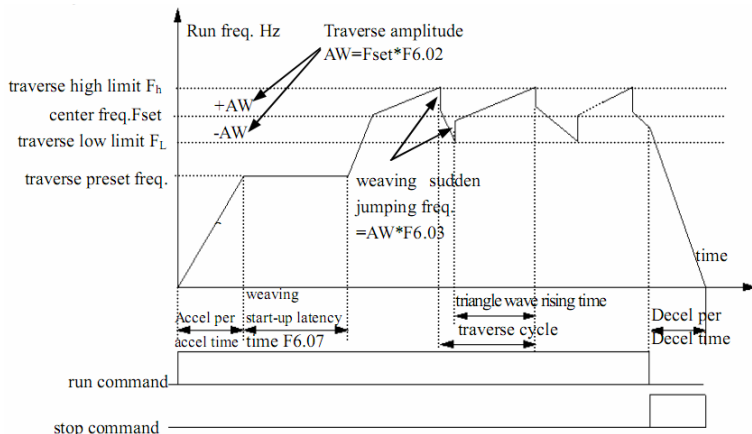 Run freq. Hz
Traverse amplitude
AW=Fset*F6.02
traverse high limit Fh
+AW
center freq.Fset
-AW
traverse low limit FL
traverse preset freq.
weaving sudden
jumping freq.
=AW*F6.03
time
weaving
triangle wave rising time
Accel per
start-up latency
Decel per
traverse cycle
accel time
time F6.07
Decel time
run command
stop command